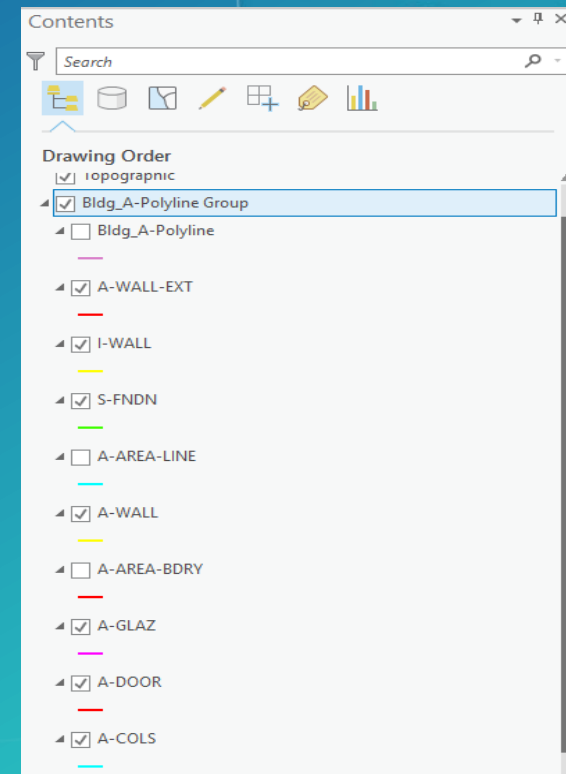 Contents
Search
Drawing Order
Topographic
Bldg_A-Polyline Group
Bldg_A-Polyline
A-WALL-EXT
I-WALL
S-FNDN
A-AREA-LINE
A-WALL
A-AREA-BDRY
A-GLAZ
A-DOOR
A-COLS